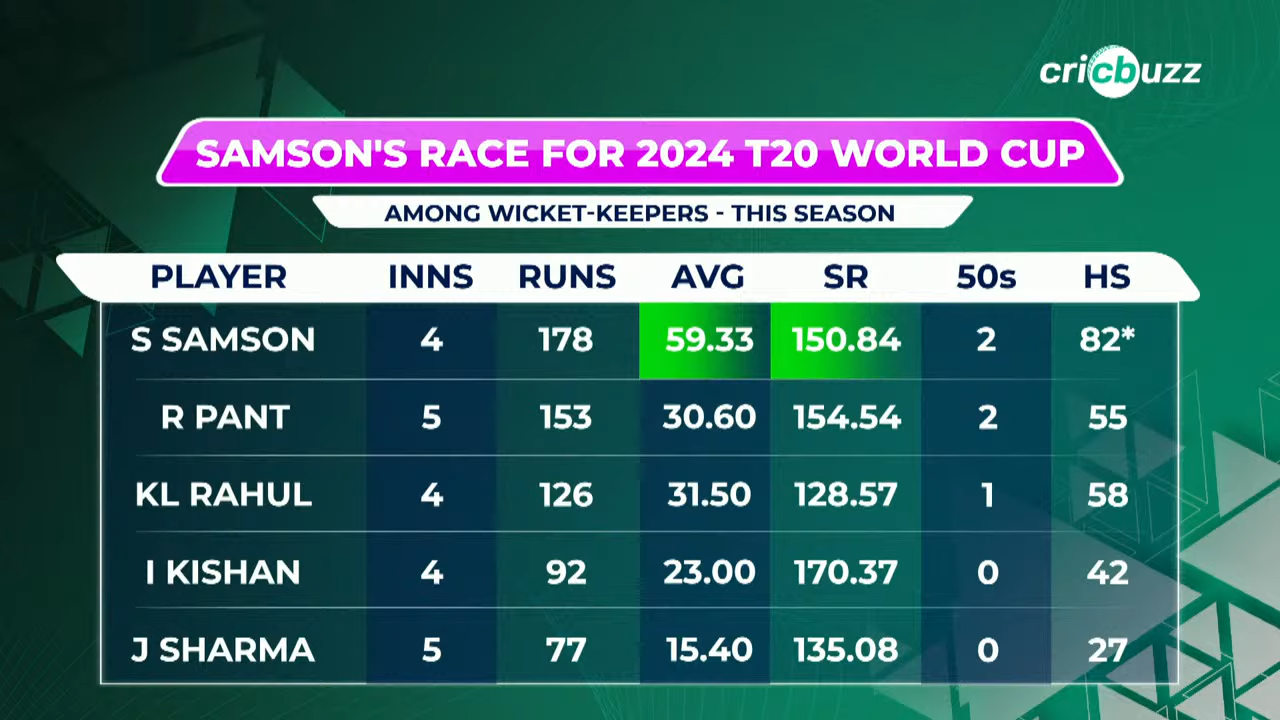 cricbuzz
SAMSON'S RACE FOR 2024 T20 WORLD CUP
AMONG WICKET-KEEPERS - THIS SEASON
PLAYER INNS RUNS AVG SR 50s HS
S SAMSON 4 178 59.33 150.84 2 82*
R PANT 5 153 30.60 154.54 2 55
KL RAHUL 4 126 31.50 128.57 1 58
I KISHAN 4 92 23.00 170.37 0 42
J SHARMA 5 77 15.40 135.08 0 27